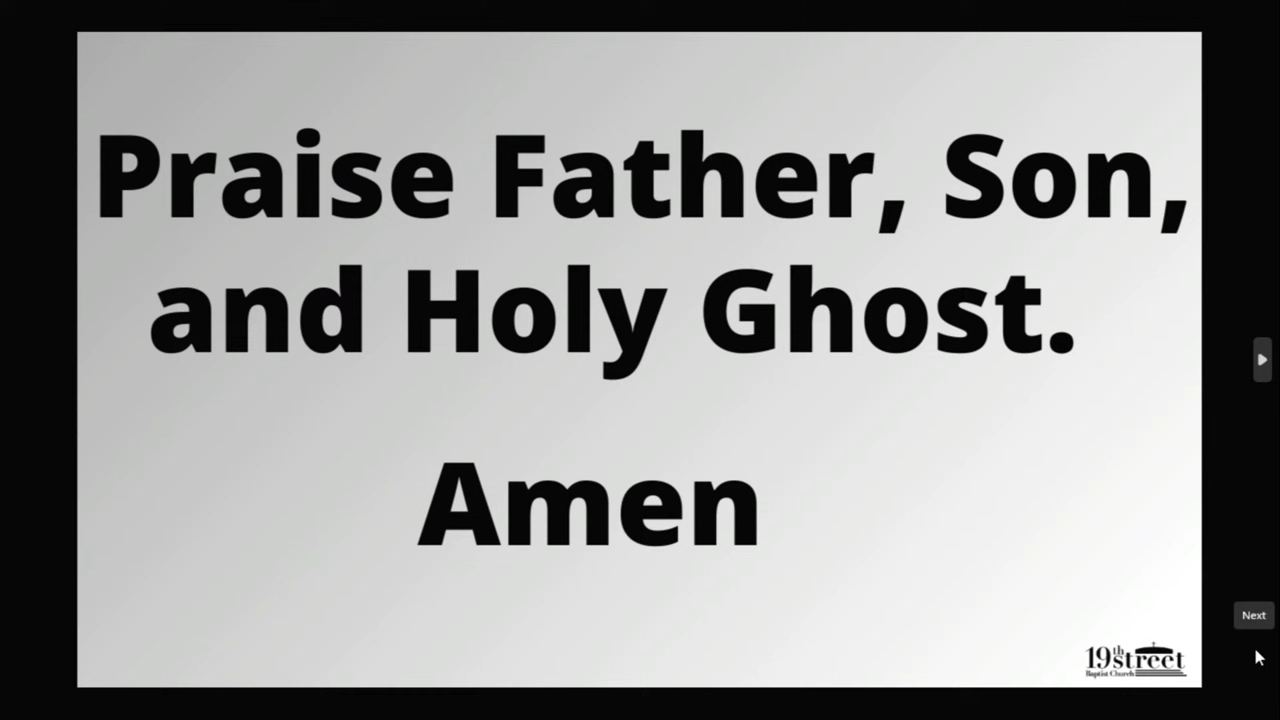 Praise Father, Son,
and Holy Ghost.
Amen
Next
19th street
Baptist Church